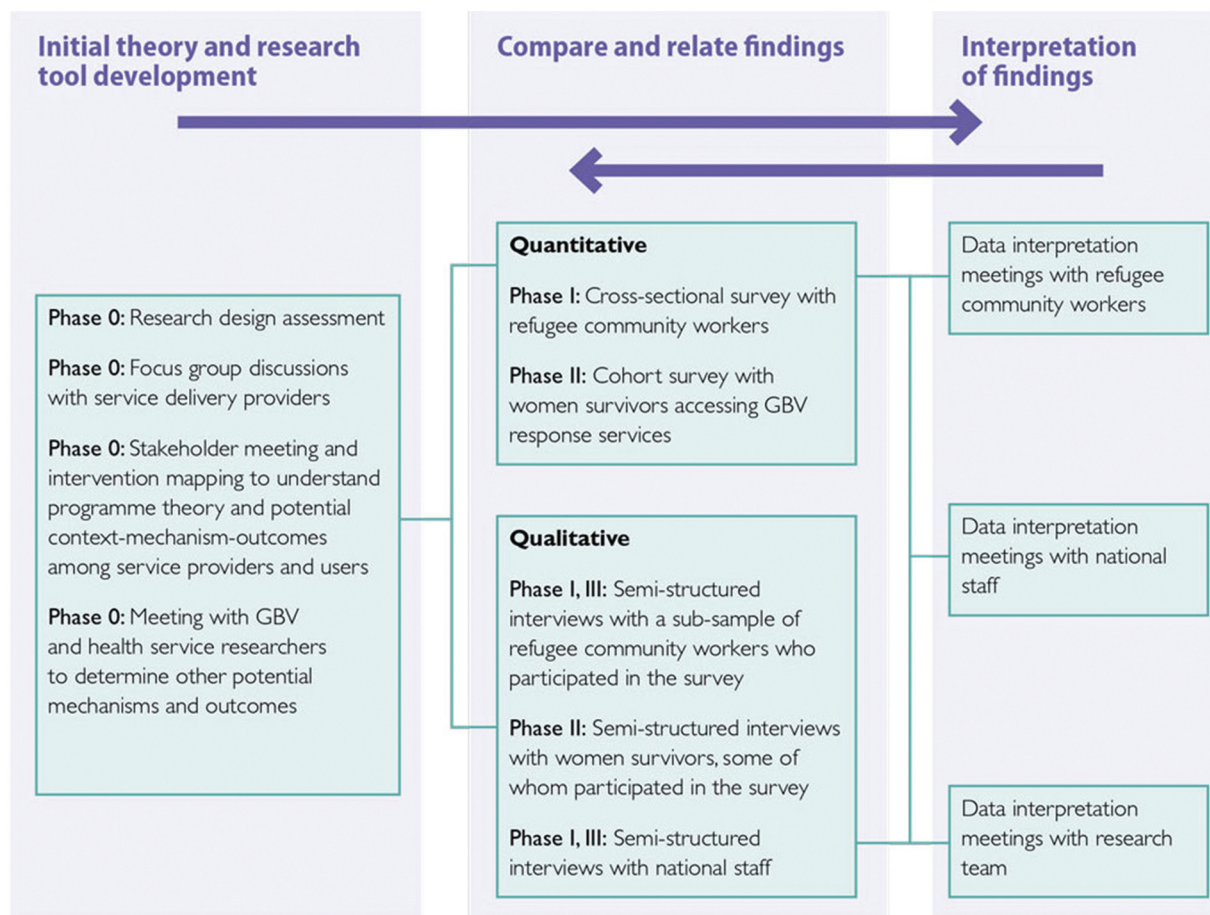 Initial theory and research
tool development
Compare and relate findings
Interpretation
of findings
Phase 0: Research design assessment
Phase 0: Focus group discussions
with service delivery providers
Phase 0: Stakeholder meeting and
intervention mapping to understand
programme theory and potential
context-mechanism-outcomes
among service providers and users
Phase 0: Meeting with GBV
and health service researchers
to determine other potential
mechanisms and outcomes
Quantitative
Phase I: Cross-sectional survey with
refugee community workers
Phase II: Cohort survey with
women survivors accessing GBV
response services
Qualitative
Phase I, III: Semi-structured
interviews with a sub-sample of
refugee community workers who
participated in the survey
Phase II: Semi-structured interviews
with women survivors, some of
whom participated in the survey
Phase I, III: Semi-structured
interviews with national staff
Data interpretation
meetings with refugee
community workers
Data interpretation
meetings with national
staff
Data interpretation
meetings with research
team